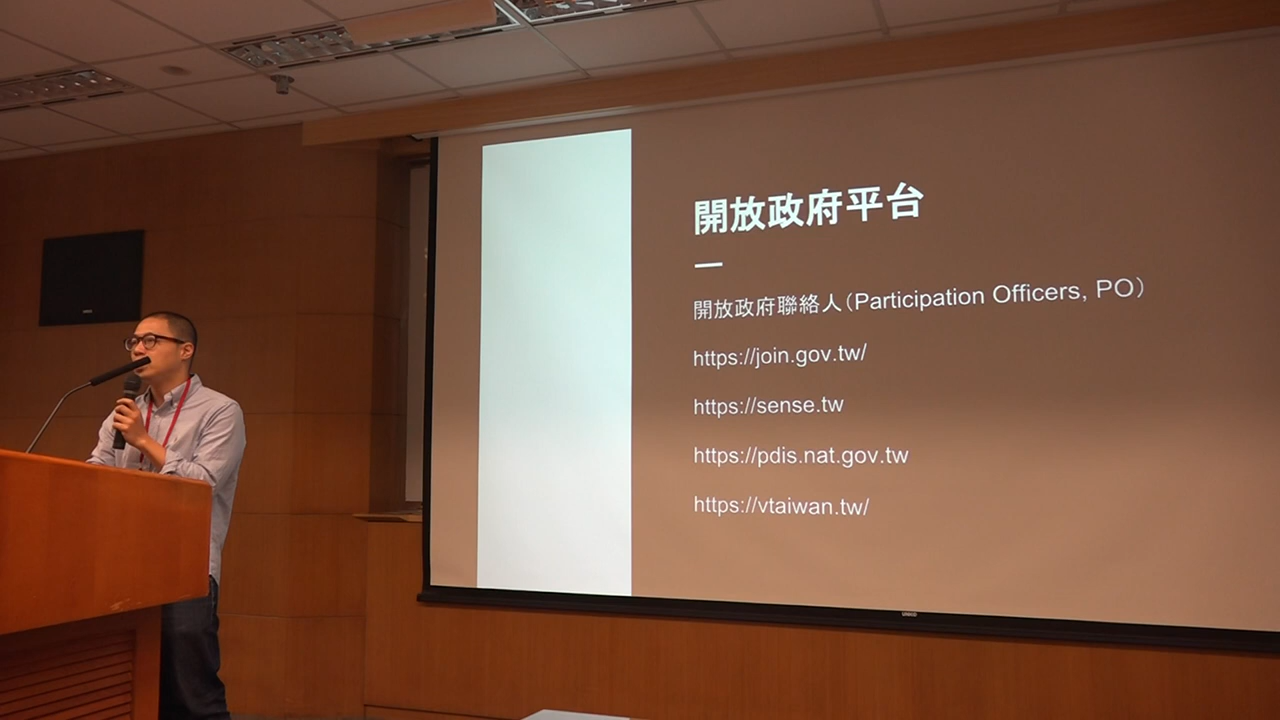 開放政府平台
開放政府聯絡人（Participation Officers, PO）
https://join.gov.tw/
https://sense.tw
https://pdis.nat.gov.tw
https://vtaiwan.tw/